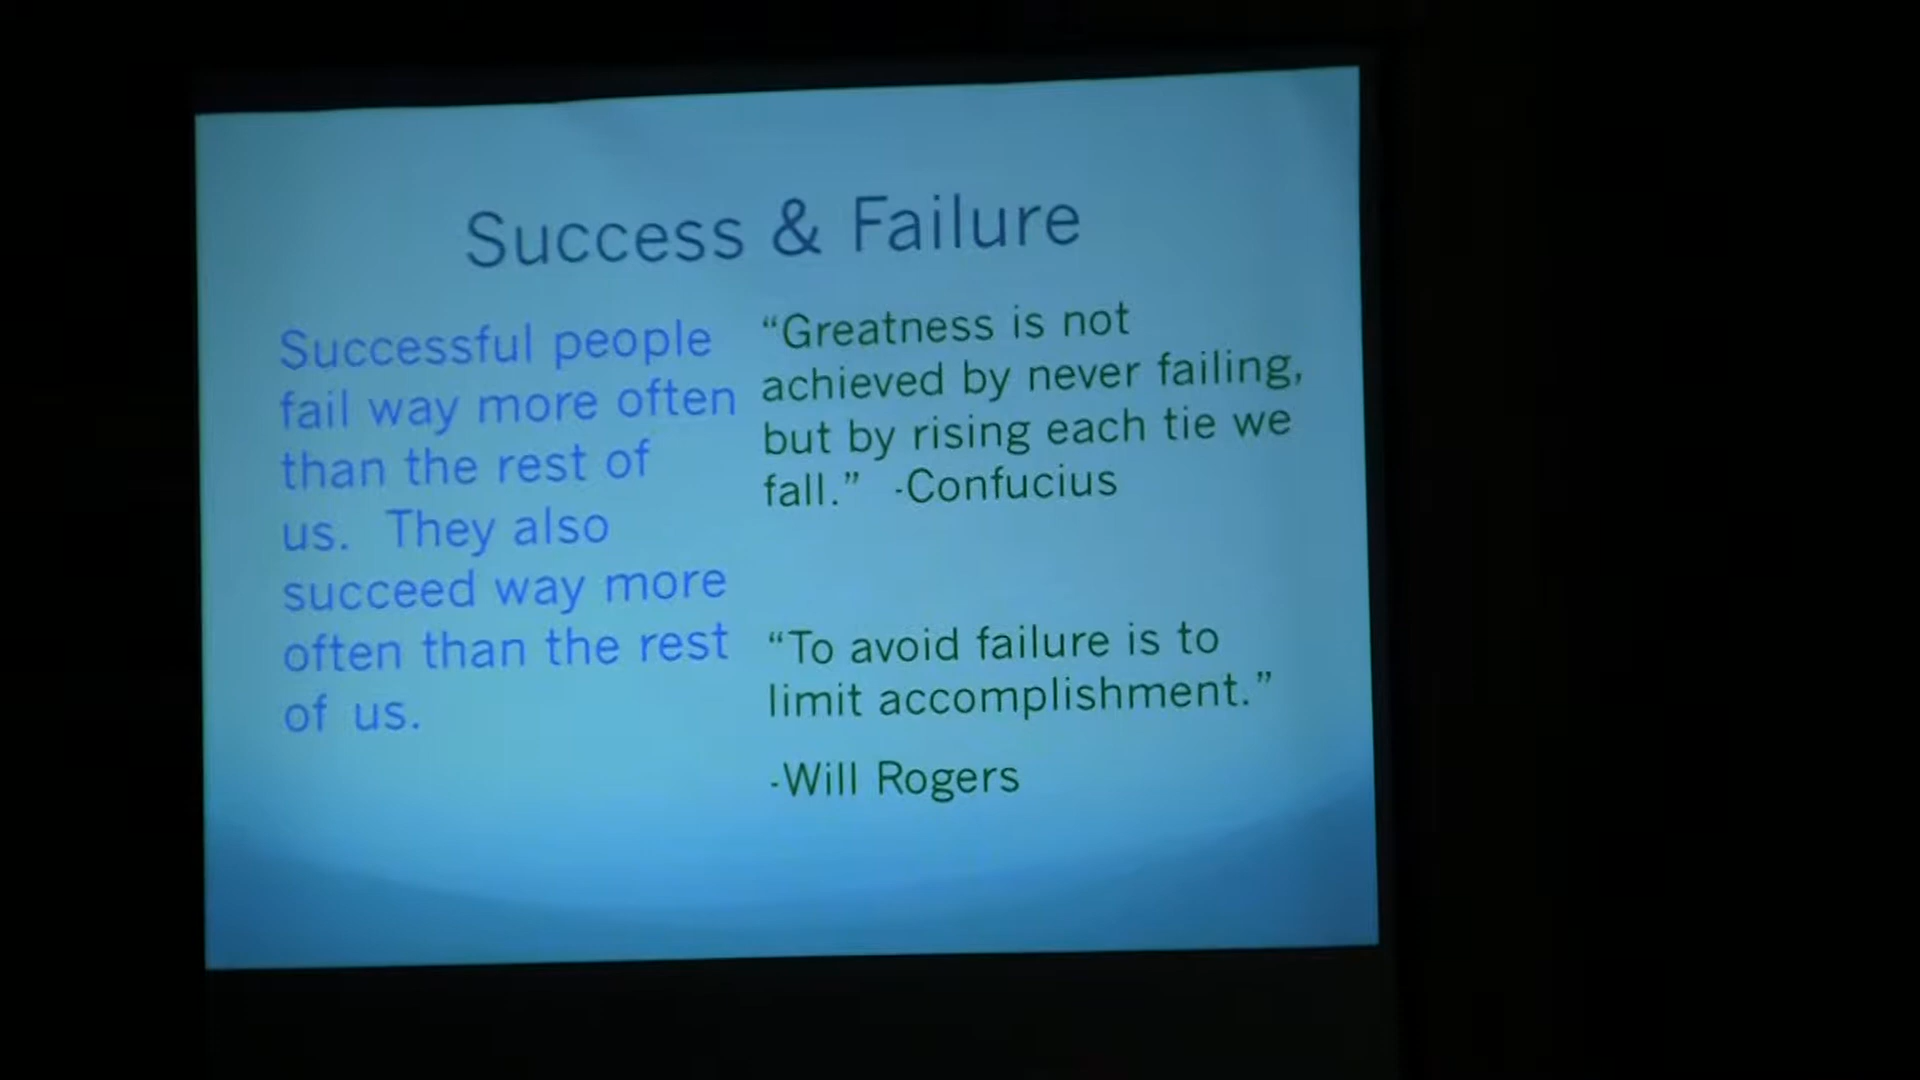 Success & Failure
Successful people
fail way more often
than the rest of
us. They also
succeed way more
often than the rest
of us.
“Greatness is not
achieved by never failing,
but by rising each tie we
fall.” -Confucius
“To avoid failure is to
limit accomplishment.”
-Will Rogers